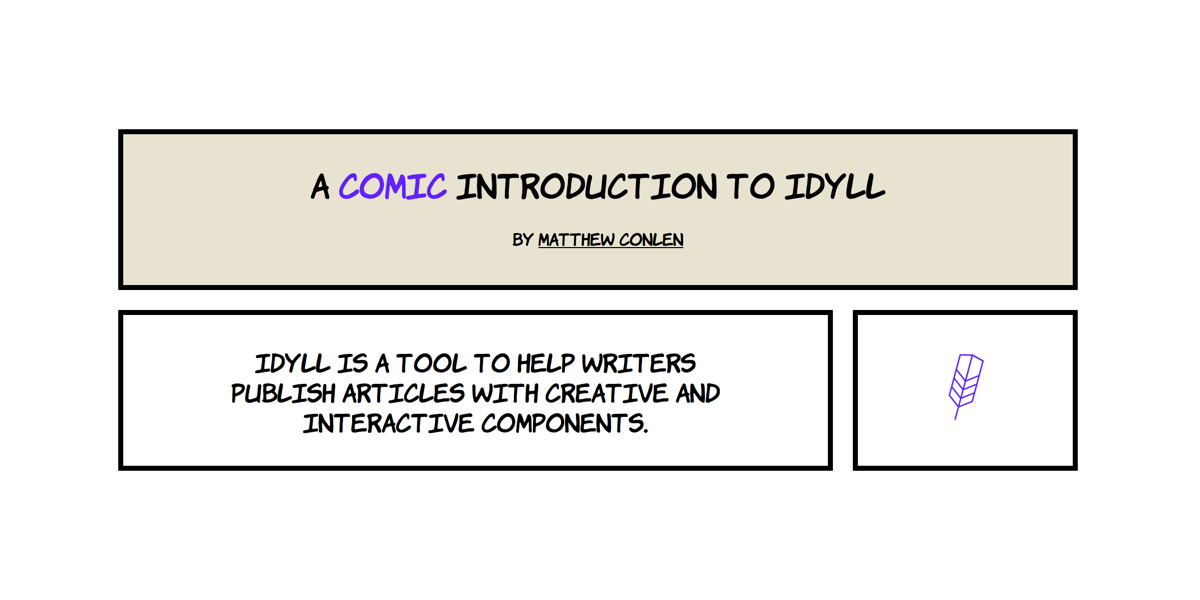 A COMIC INTRODUCTION TO IDYLL
BY MATTHEW CONLEN
IDYLL IS A TOOL TO HELP WRITERS
PUBLISH ARTICLES WITH CREATIVE AND
INTERACTIVE COMPONENTS.